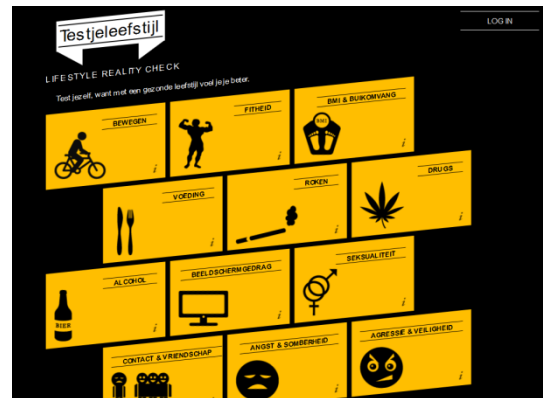 Testjeleefstijl
LOG IN
LIFESTYLE REALITY CHECK
Test jezelf, want met een gezonde leefstijl voel je je beter.
BEWEGEN
i
FITHEID
i
BMI & BUIKOMVANG
BMI
i
VOEDING
i
ROKEN
i
DRUGS
i
ALCOHOL
BIER
i
BEELDSCHERMGEDRAG
i
SEKSUALITEIT
i
CONTACT & VRIENDSCHAP
i
ANGST & SOMBERHEID
i
AGRESSIE & VEILIGHEID
i